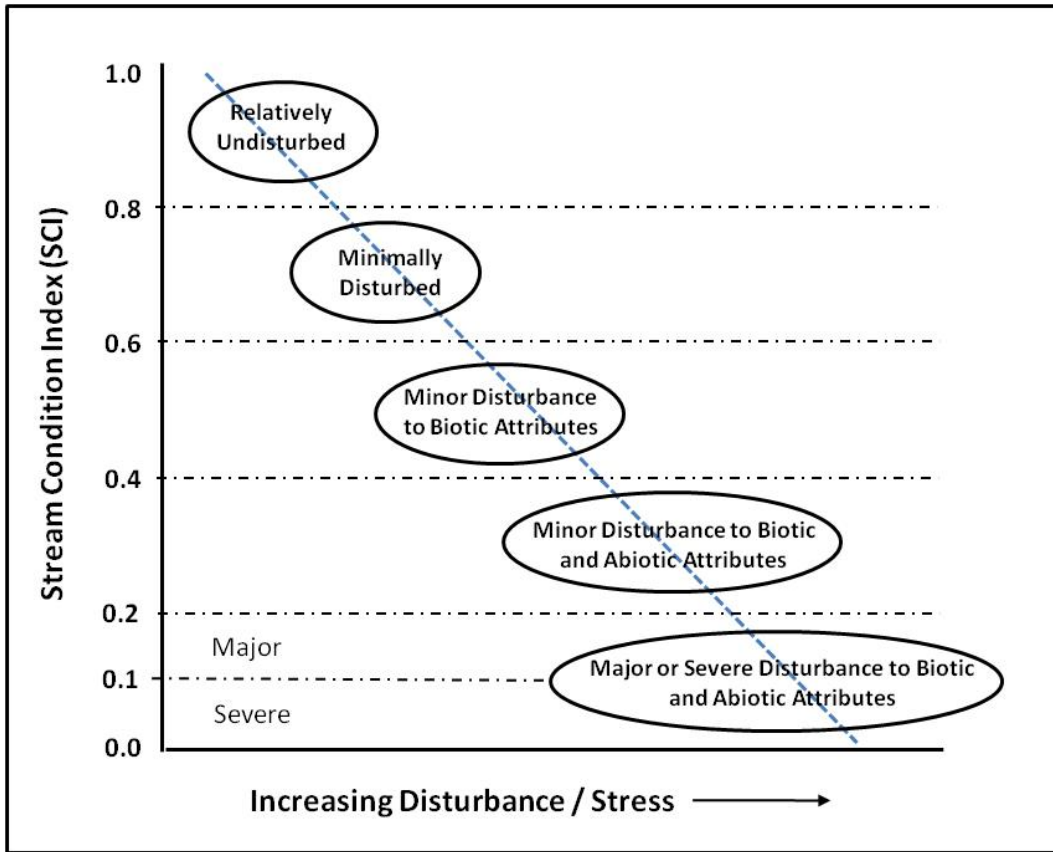 1.0
Relatively
Undisturbed
0.8
Minimally
Disturbed
0.6
Minor Disturbance
to Biotic Attributes
0.4
Minor Disturbance to Biotic
and Abiotic Attributes
0.2
Major
Major or Severe Disturbance to Biotic
and Abiotic Attributes
0.1
Severe
0.0
Stream Condition Index (SCI)
Increasing Disturbance / Stress